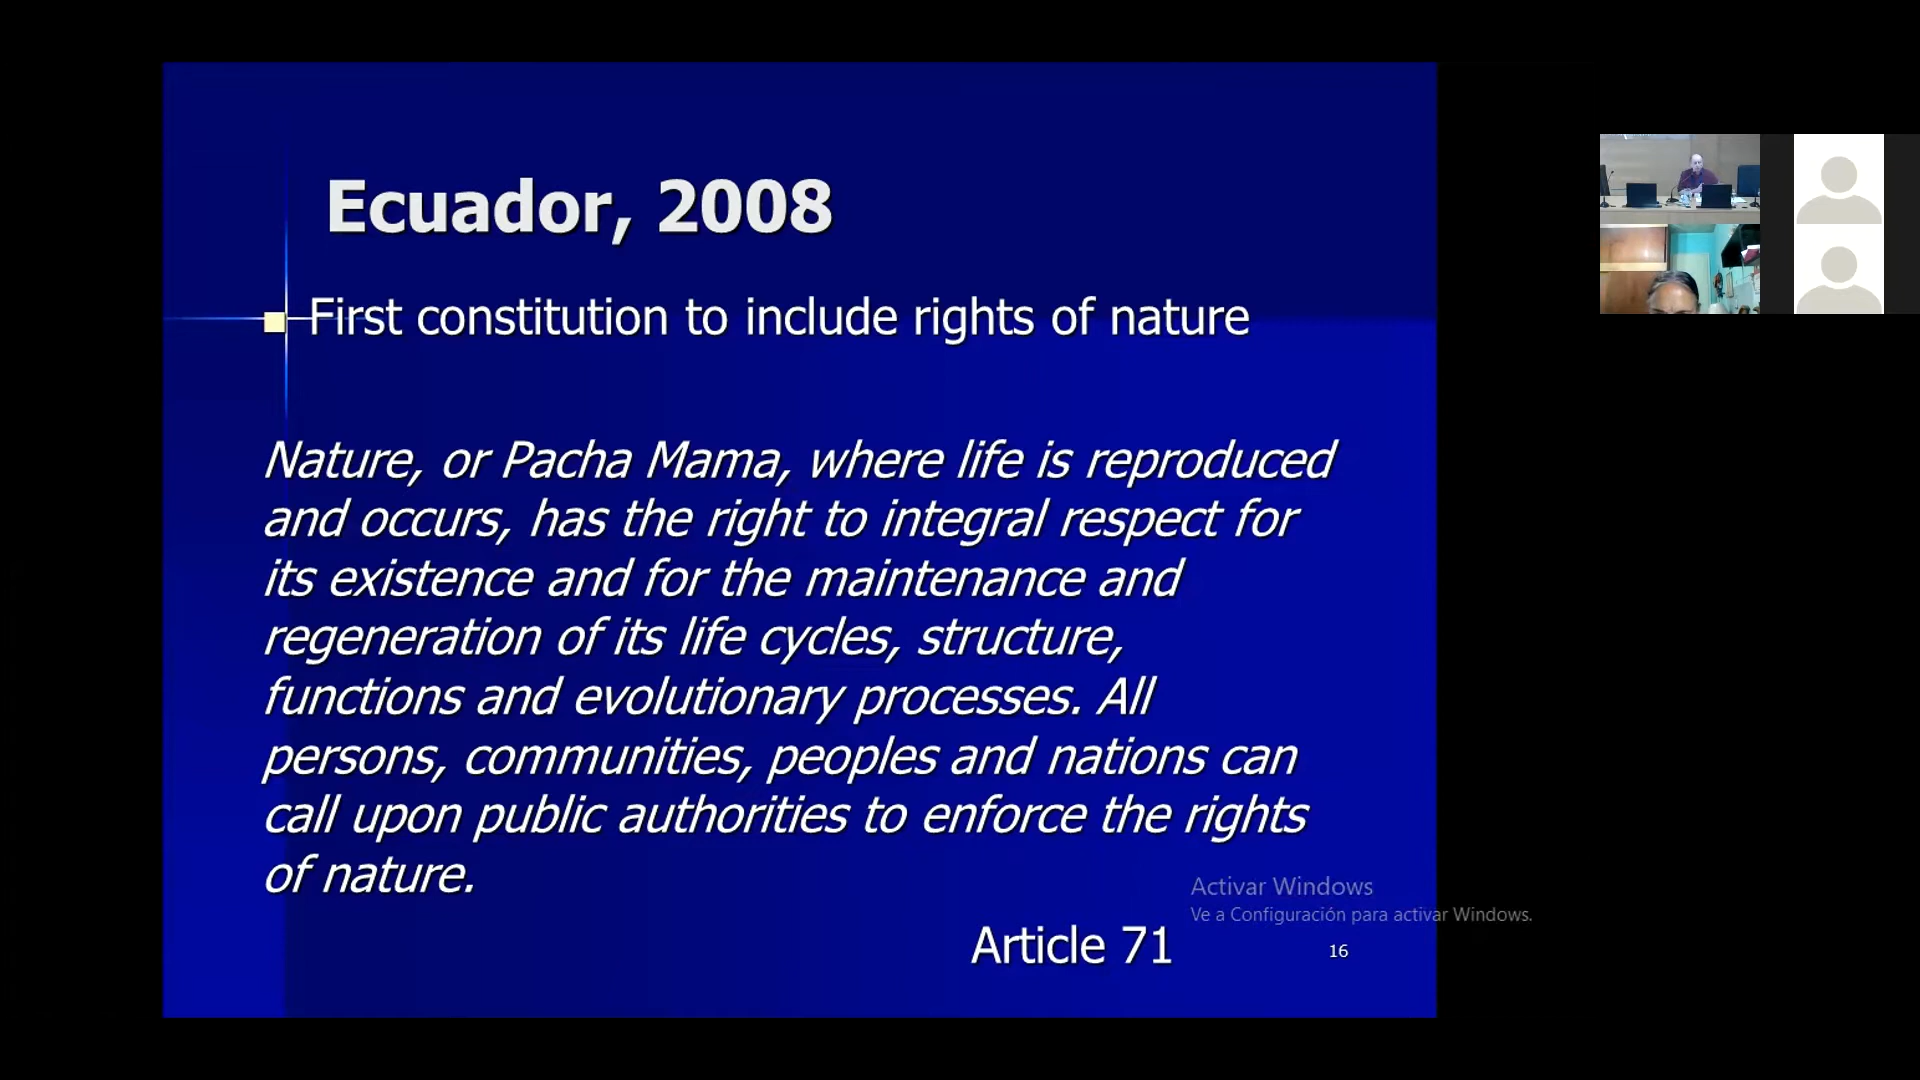 Ecuador, 2008
First constitution to include rights of nature
Nature, or Pacha Mama, where life is reproduced
and occurs, has the right to integral respect for
its existence and for the maintenance and
regeneration of its life cycles, structure,
functions and evolutionary processes. All
persons, communities, peoples and nations can
call upon public authorities to enforce the rights
of nature.
Article 71
16
Activar Windows
Ve a Configuración para activar Windows.